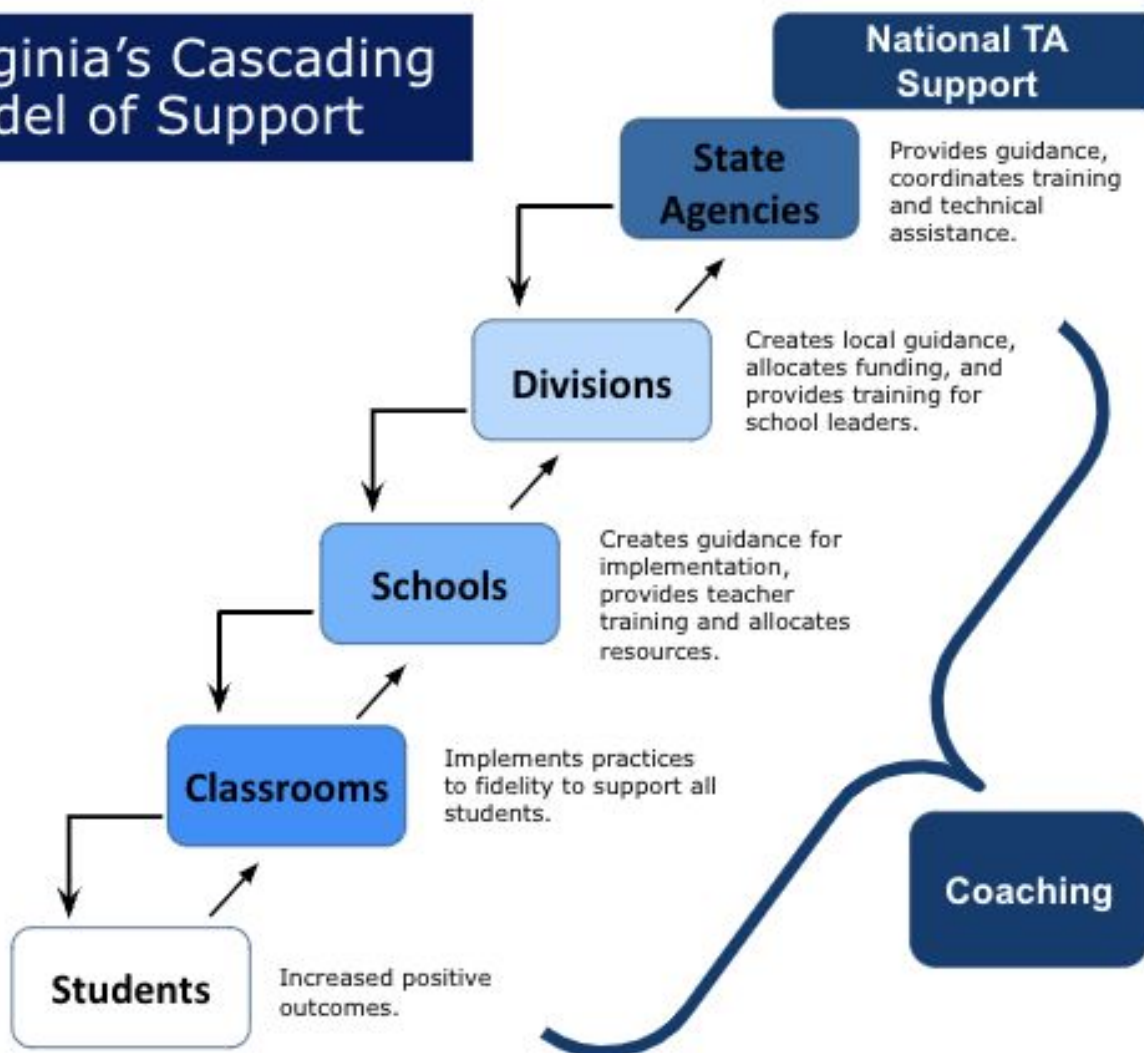 ginia's Cascading
del of Support
National TA
Support
State
Agencies
Provides guidance,
coordinates training
and technical
assistance.
Divisions
Creates local guidance,
allocates funding, and
provides training for
school leaders.
Schools
Creates guidance for
implementation,
provides teacher
training and allocates
resources.
Classrooms
Implements practices
to fidelity to support all
students.
Coaching
Students
Increased positive
outcomes.